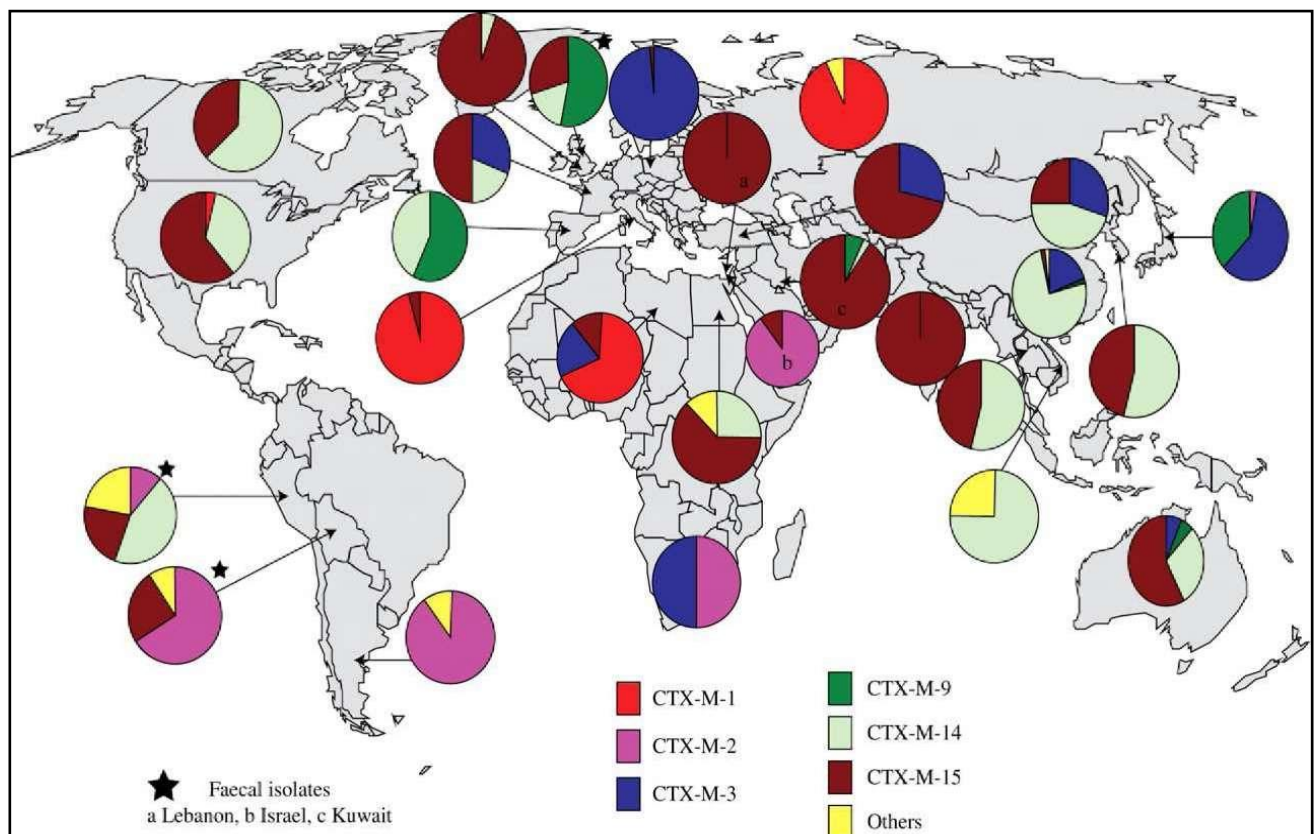 a
c
b
CTX-M-1
CTX-M-2
CTX-M-3
CTX-M-9
CTX-M-14
CTX-M-15
Others
Faecal isolates
a Lebanon, b Israel, c Kuwait